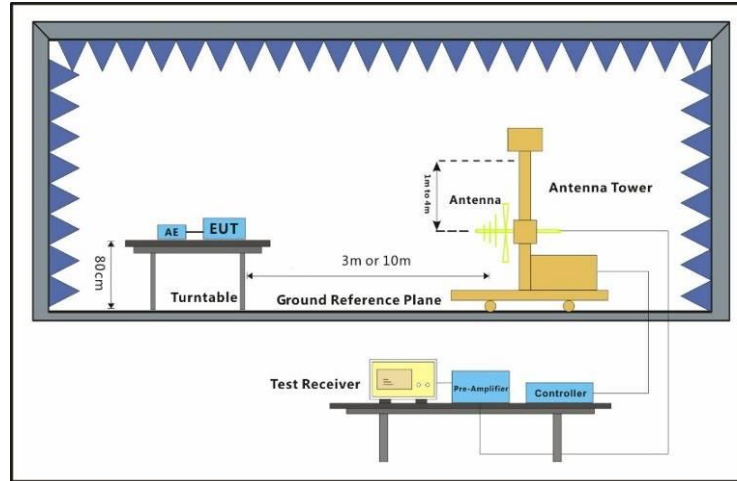 1m to 4m
Antenna
Antenna Tower
AE
EUT
80cm
3m or 10m
Turntable
Ground Reference Plane
Test Receiver
Pre-Amplifier
Controller